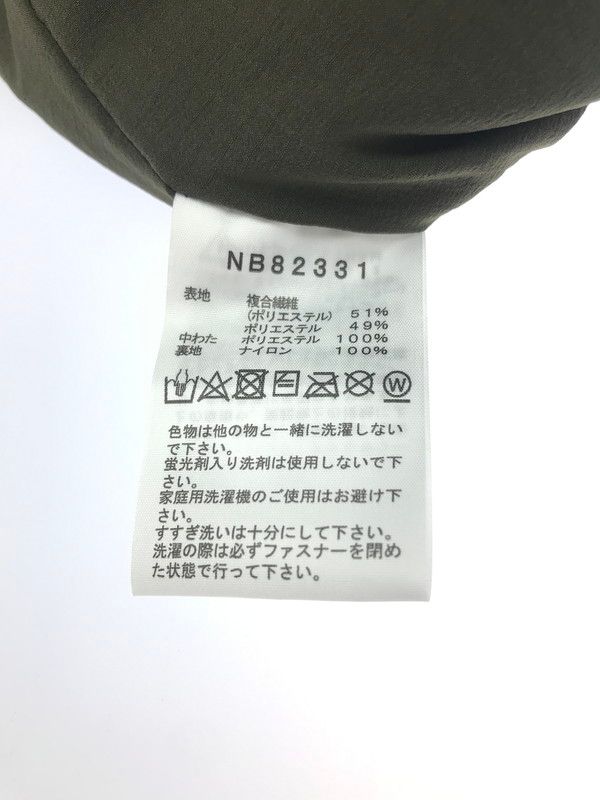 NB82331
表地 複合繊維
(ポリエステル) 51%
ポリエステル 49%
中わた ポリエステル 100%
裏地 ナイロン 100%
W
色物は他の物と一緒に洗濯しない
で下さい。
蛍光剤入り洗剤は使用しないで下
さい。
家庭用洗濯機のご使用はお避け下
さい。
すすぎ洗いは十分にして下さい。
洗濯の際は必ずファスナーを閉め
た状態で行って下さい。